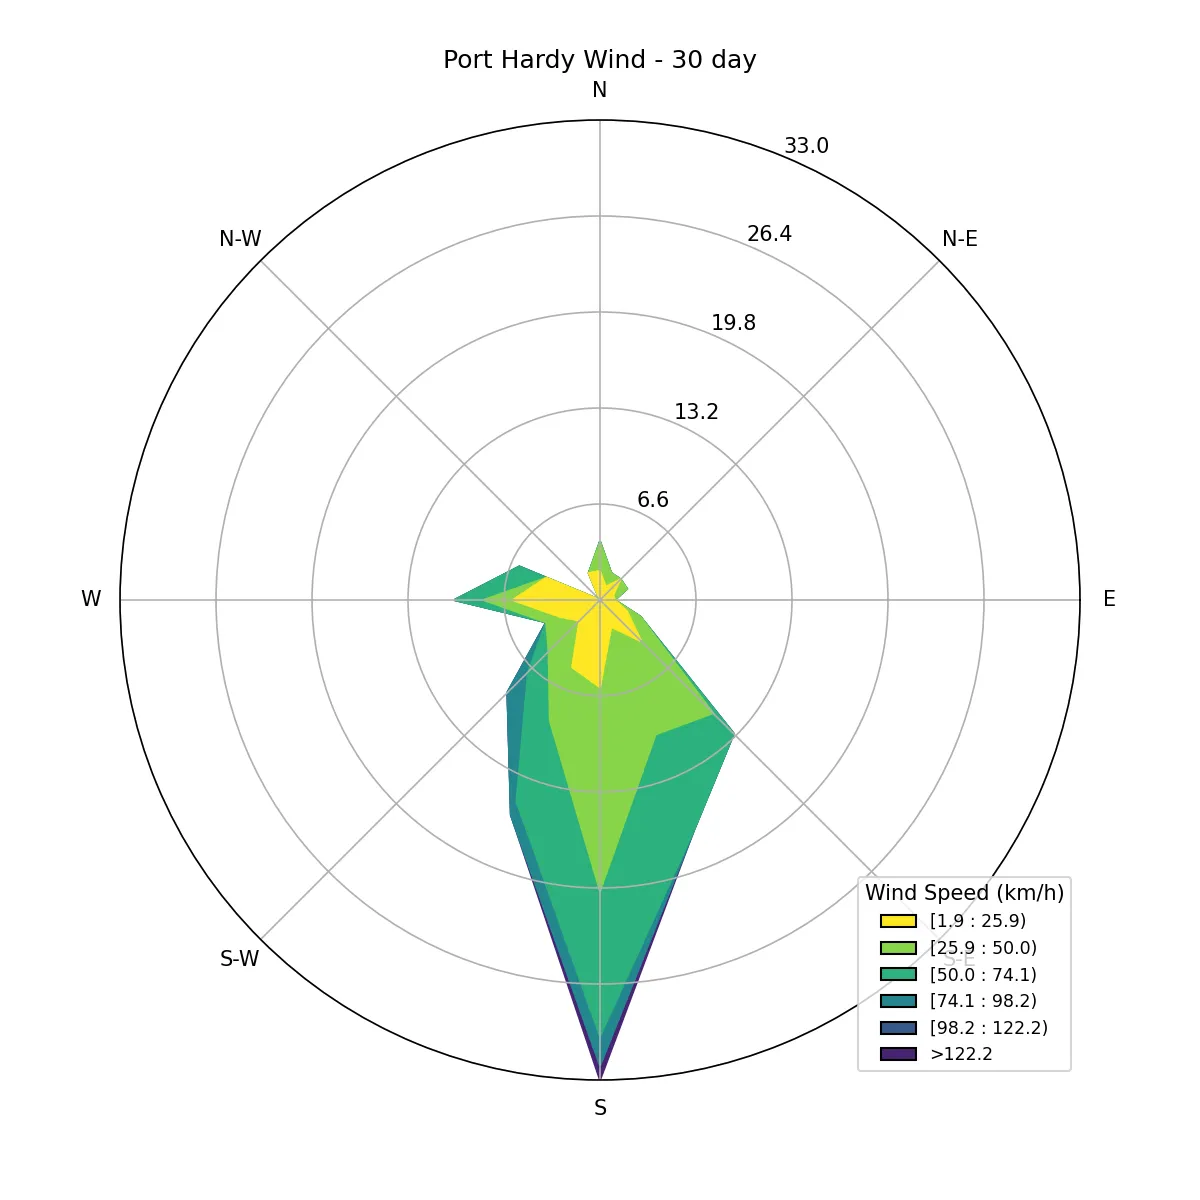 Port Hardy Wind - 30 day
N
33.0
26.4
N-W
N-E
19.8
13.2
6.6
W
E
Wind Speed (km/h)
[1.9 : 25.9)
[25.9 : 50.0)
S-W
S-E
[50.0 : 74.1)
[74.1 : 98.2)
[98.2 : 122.2)
>122.2
S